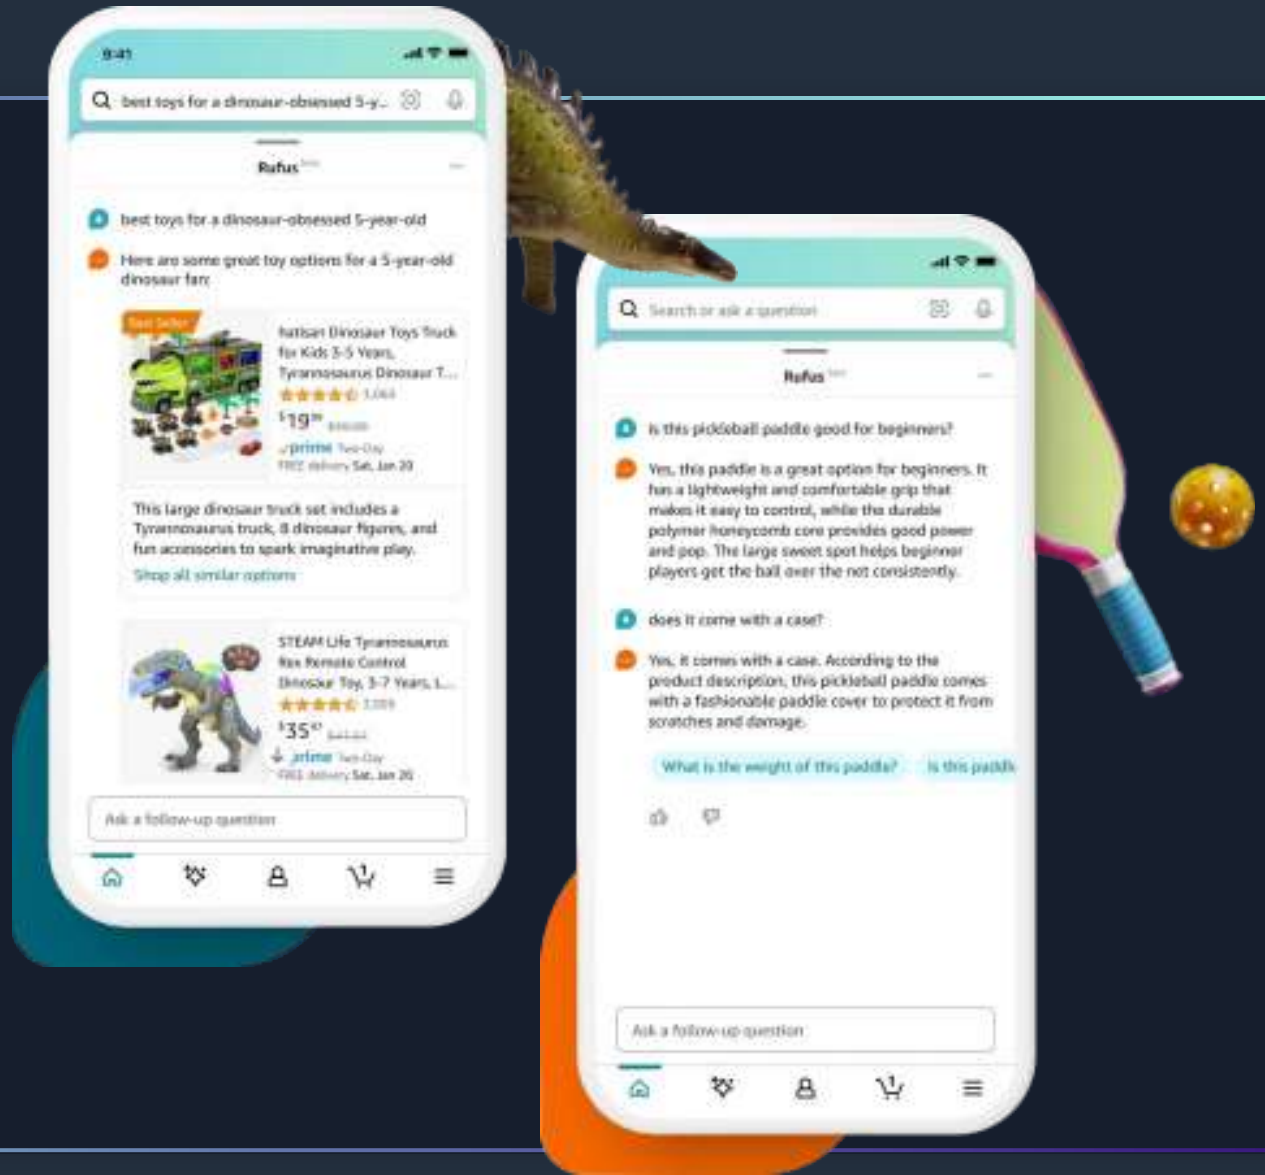 9:41
best toys for a dinosaur-obsessed 5-y...
Rufus beta
best toys for a dinosaur-obsessed 5-year-old
Here are some great toy options for a 5-year-old
dinosaur fan:
Best Seller
hatisan Dinosaur Toys Truck
for Kids 3-5 Years,
Tyrannosaurus Dinosaur T...
$19
prime Two-Day
FREE delivery Sat, Jan 20
This large dinosaur truck set includes a
Tyrannosaurus truck, 8 dinosaur figures, and
fun accessories to spark imaginative play.
Shop all similar options
STEAM Life Tyrannosaurus
Rex Remote Control
Dinosaur Toy, 3-7 Years, L...
$35
prime Two-Day
FREE delivery Sat, Jan 20
Ask a follow-up question
1
Search or ask a question
Rufus beta
is this pickleball paddle good for beginners?
Yes, this paddle is a great option for beginners. It
has a lightweight and comfortable grip that
makes it easy to control, while the durable
polymer honeycomb core provides good power
and pop. The large sweet spot helps beginner
players get the ball over the net consistently.
does it come with a case?
Yes, it comes with a case. According to the
product description, this pickleball paddle comes
with a fashionable paddle cover to protect it from
scratches and damage.
What is the weight of this paddle? Is this paddle
Ask a follow-up question
1